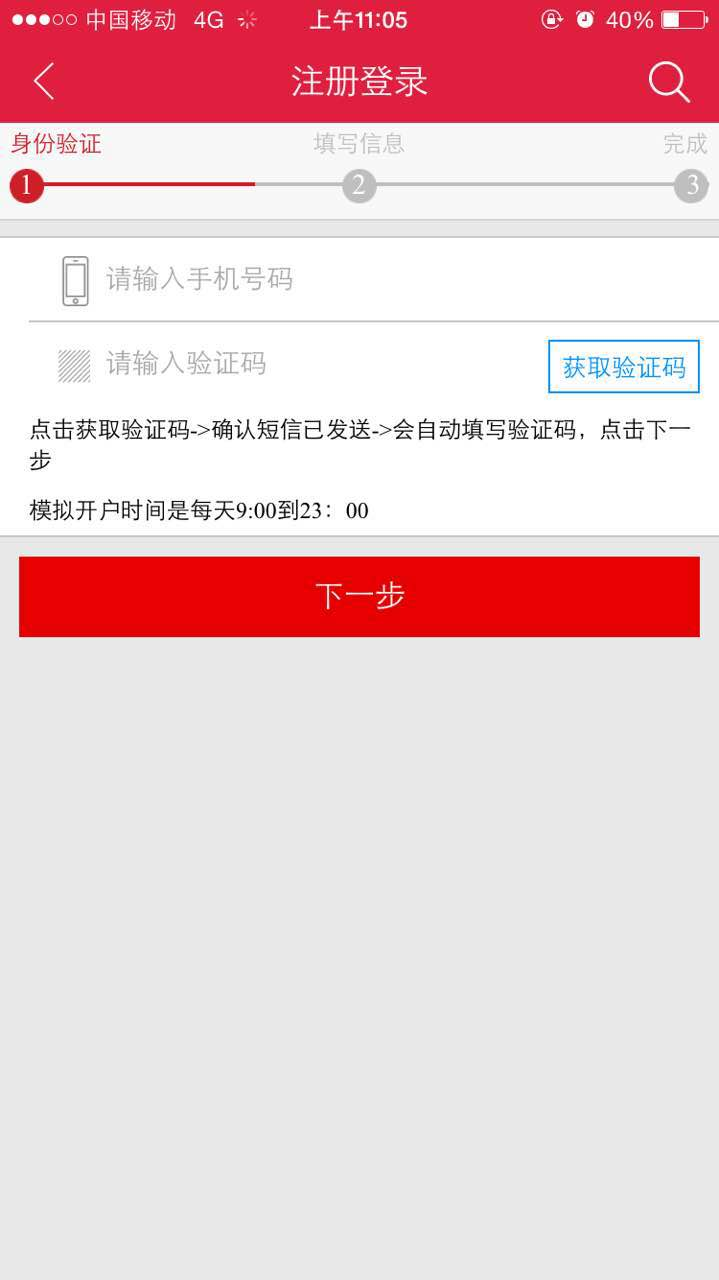 中国移动 4G 上午11:05 40%
注册登录
身份验证 填写信息 完成
1 2 3
请输入手机号码
请输入验证码 获取验证码
点击获取验证码->确认短信已发送->会自动填写验证码，点击下一
步
模拟开户时间是每天9:00到23：00
下一步